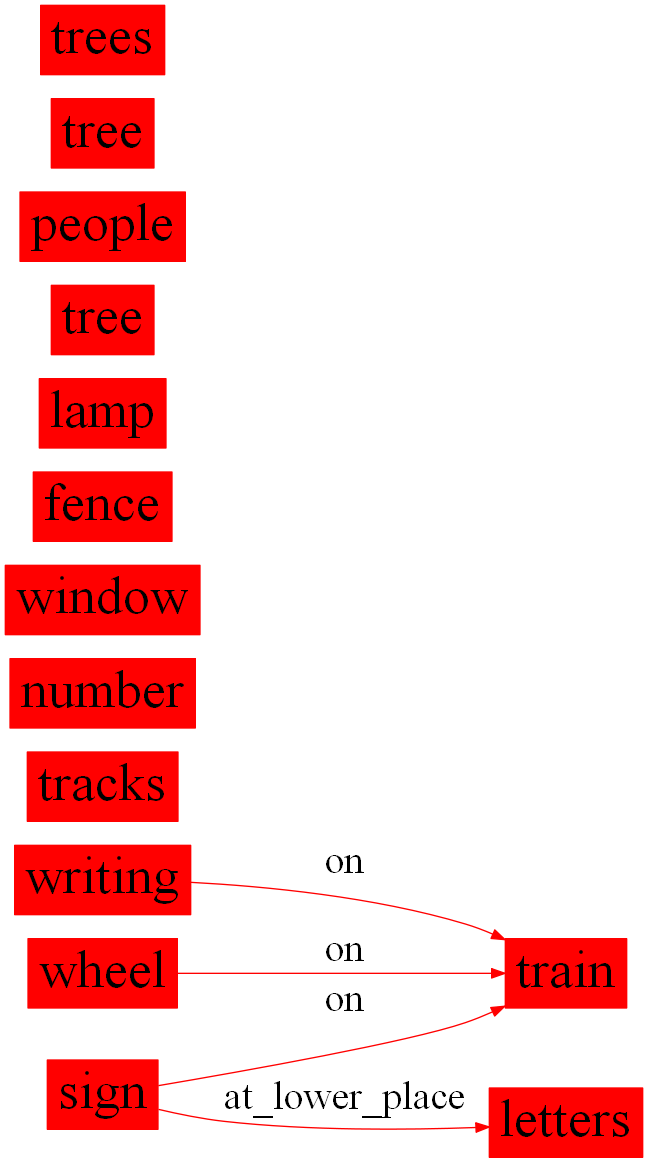 trees
tree
people
tree
lamp
fence
window
number
tracks
writing
on
wheel
on
train
on
sign
at_lower_place
letters